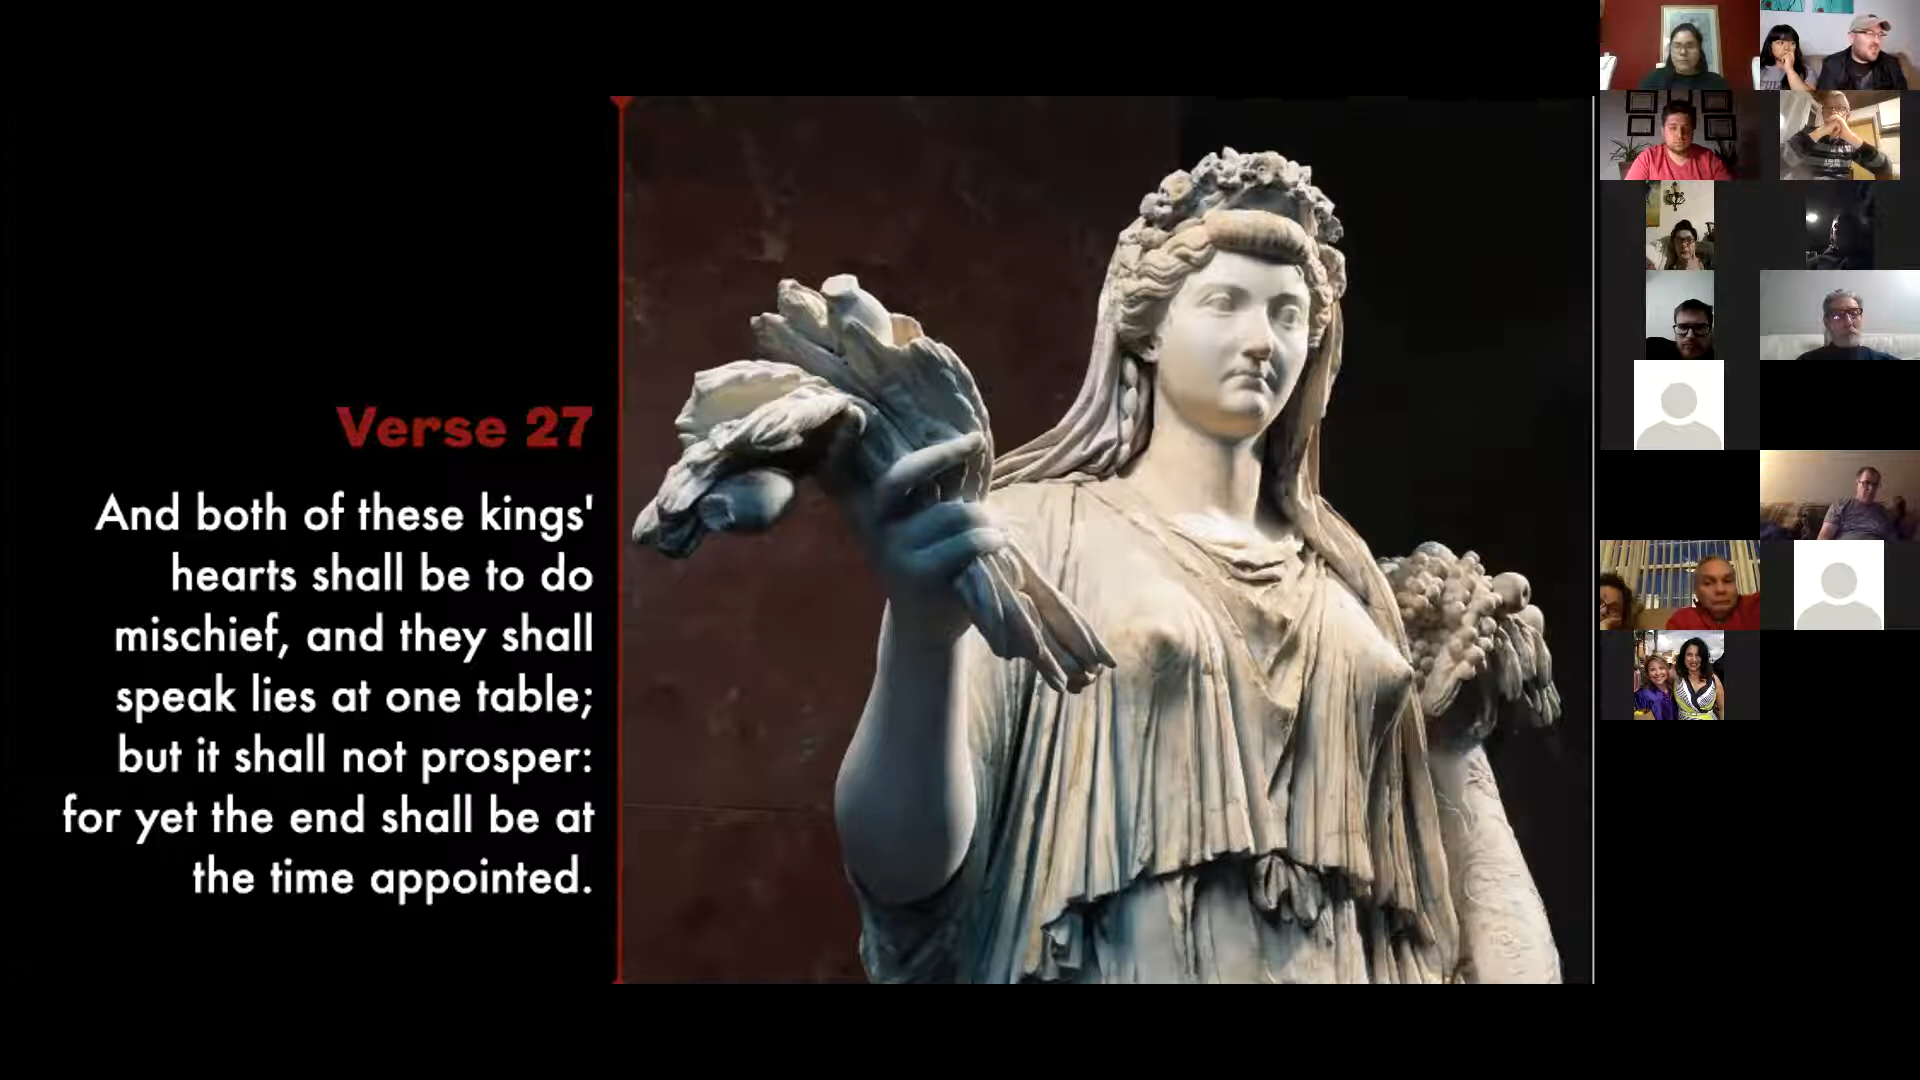 Verse 27
And both of these kings'
hearts shall be to do
mischief, and they shall
speak lies at one table;
but it shall not prosper:
for yet the end shall be at
the time appointed.